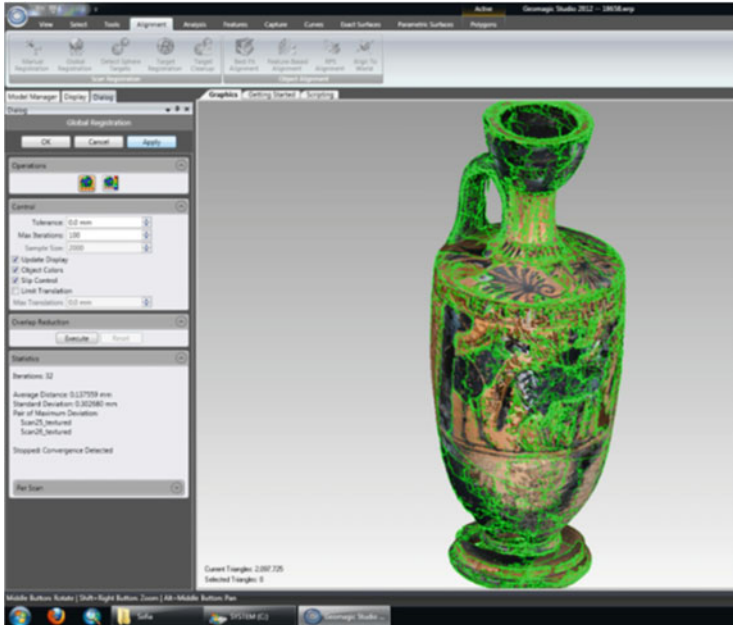 Active
Geomagic Studio 2012 -- 18658.wrp
View Select Tools Alignment Analysis Features Capture Curves Exact Surfaces Parametric Surfaces Polygons
Manual Registration
Global Registration
Detect Sphere Targets
Target Registration
Target Cleanup
Best Fit Alignment
Feature Based Alignment
RPS Alignment
Align To World
Scan Registration
Object Alignment
Model Manager Display Dialog
Graphics Getting Started Scripting
Dialog
Global Registration
OK Cancel Apply
Operations
Control
Tolerance: 0.0 mm
Max Iterations: 100
Sample Size: 2000
Update Display
Object Colors
Slip Control
Limit Translation
Max Translation: 0.0 mm
Overlap Reduction
Execute Reset
Statistics
Iterations: 32
Average Distance: 0.137559 mm
Standard Deviation: 0.302680 mm
Pair of Maximum Deviation:
Scan25_textured
Scan26_textured
Stopped: Convergence Detected
Per Scan
Current Triangles: 2,097,725
Selected Triangles: 0
Middle Button: Rotate | Shift+Right Button: Zoom | Alt+Middle Button: Pan
Sofia
SYSTEM (C:)
Geomagic Studio ...